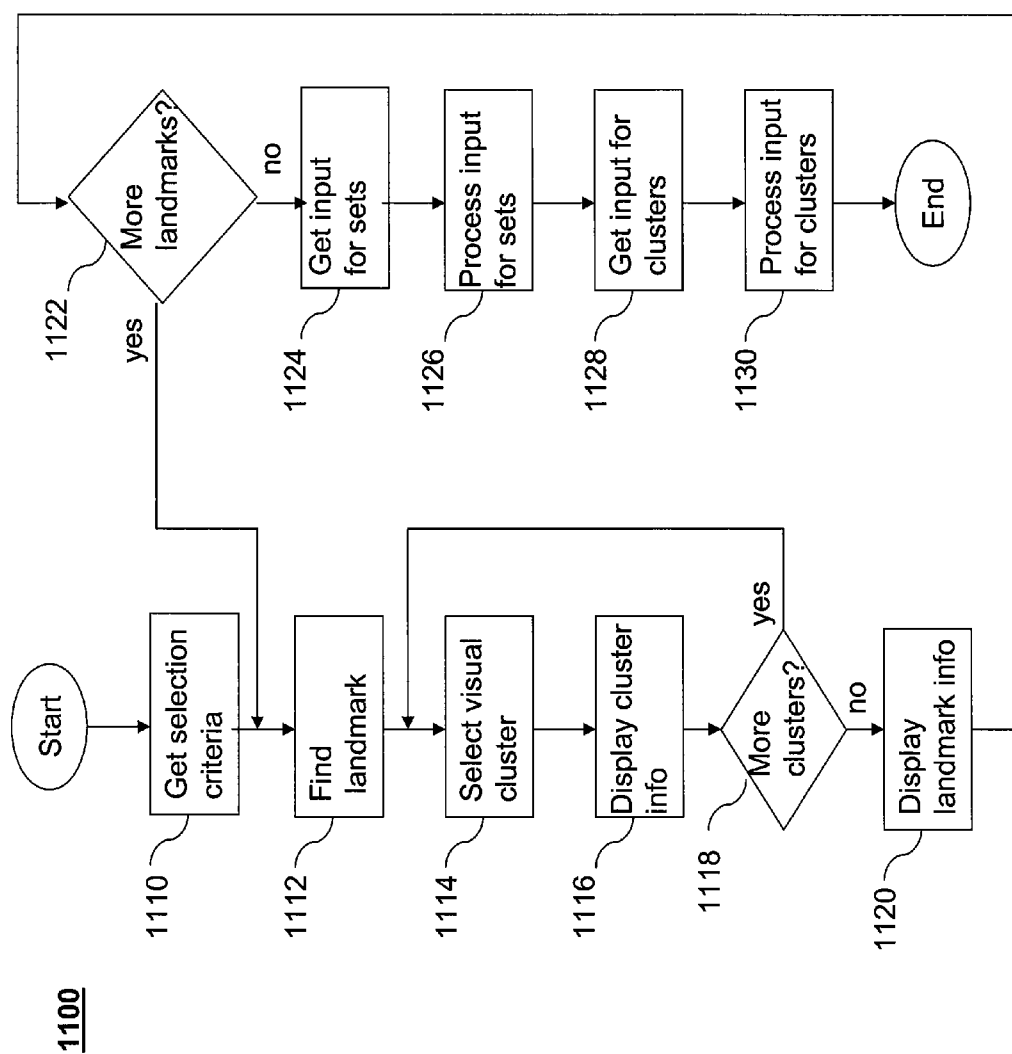 1100
Start
Get selection
criteria
1110
Find
landmark
1112
Select visual
cluster
1114
Display cluster
info
1116
More
clusters?
1118
yes
no
Display
landmark info
1120
More
landmarks?
1122
yes
no
Get input
for sets
1124
Process input
for sets
1126
Get input for
clusters
1128
Process input
for clusters
1130
End